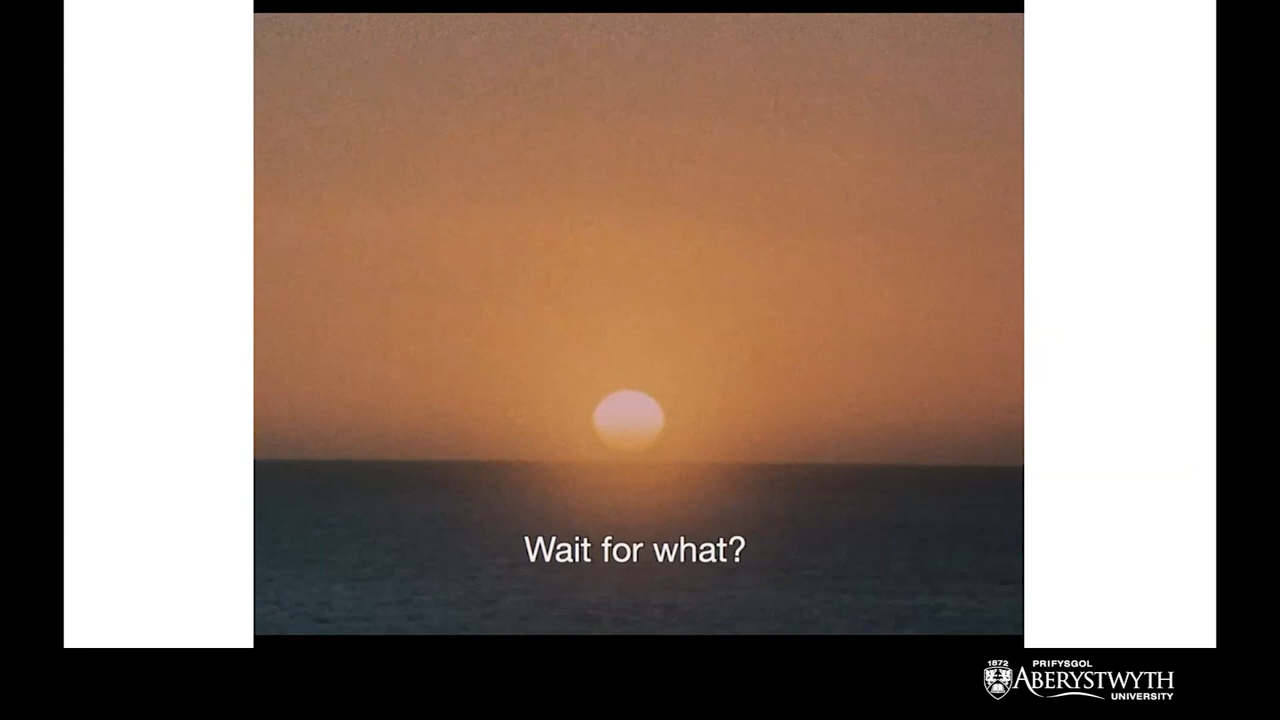 Wait for what?
1872
PRIFYSGOL
ABERYSTWYTH
UNIVERSITY